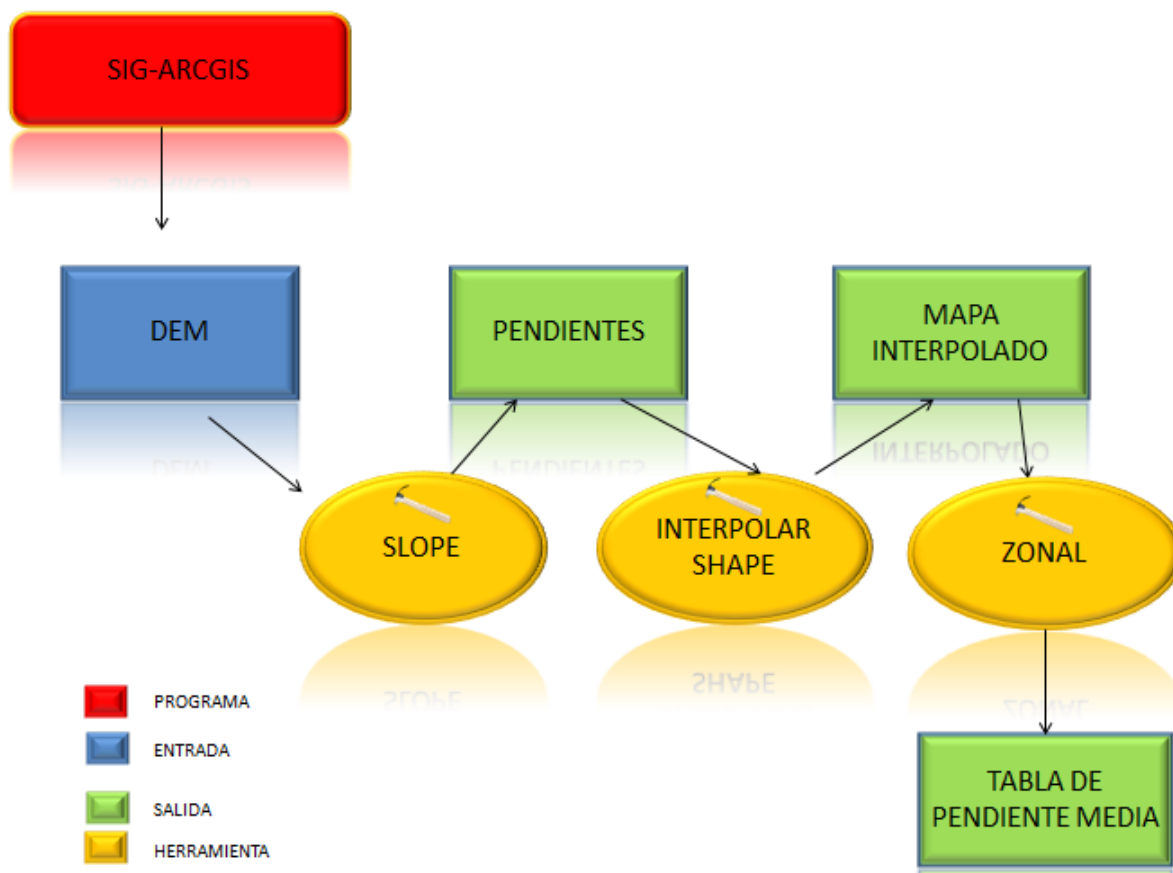 SIG-ARCGIS
DEM
PENDIENTES
MAPA
INTERPOLADO
SLOPE
INTERPOLAR
SHAPE
ZONAL
TABLA DE
PENDIENTE MEDIA
PROGRAMA
ENTRADA
SALIDA
HERRAMIENTA